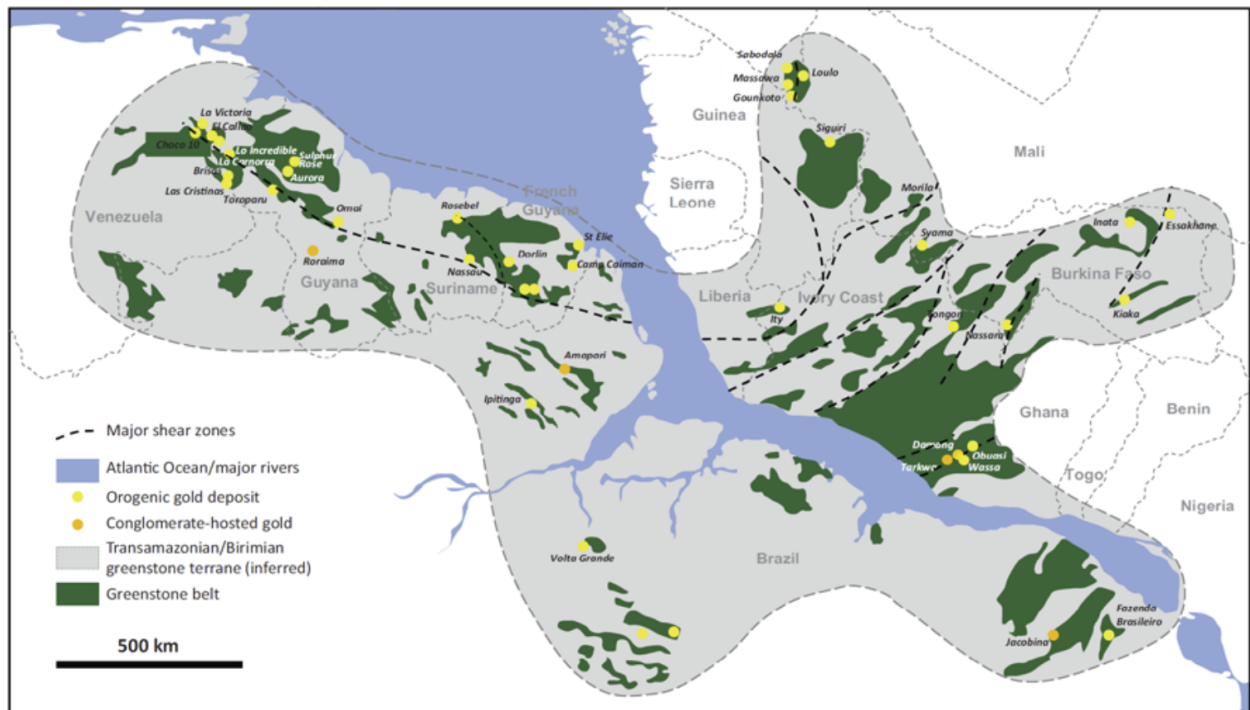 Sabodala
Massawa
Gounkoto
Loulo
Guinea
Siguiri
Mali
Sierra
Leone
La Victoria
El Callao
Choco 10
La Incredible
La Camorra
Sulphur
Rose
Aurora
Brisas
Las Cristinas
Toroparu
Omai
Venezuela
Roraima
Guyana
French
Guyana
Rosebel
St Elie
Dorlin
Camp Caiman
Nassau
Suriname
Morila
Syama
Inata
Essakhane
Burkina Faso
Kiaka
Liberia
Ivory Coast
Ity
Tongon
Nassara
Amapari
Ipitinga
Ghana
Benin
Togo
Nigeria
Damang
Obuasi
Tarkwa
Wassa
Volta Grande
Brazil
Jacobina
Fazenda
Brasileiro
Major shear zones
Atlantic Ocean/major rivers
Orogenic gold deposit
Conglomerate-hosted gold
Transamazonian/Birimian
greenstone terrane (inferred)
Greenstone belt
500 km